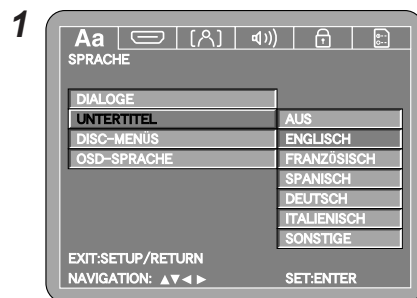 1
Aa
SPRACHE
DIALOGE
UNTERTITEL
DISC-MENÜS
OSD-SPRACHE
AUS
ENGLISCH
FRANZÖSISCH
SPANISCH
DEUTSCH
ITALIENISCH
SONSTIGE
EXIT:SETUP/RETURN
NAVIGATION: ▲▼◄ ► SET:ENTER